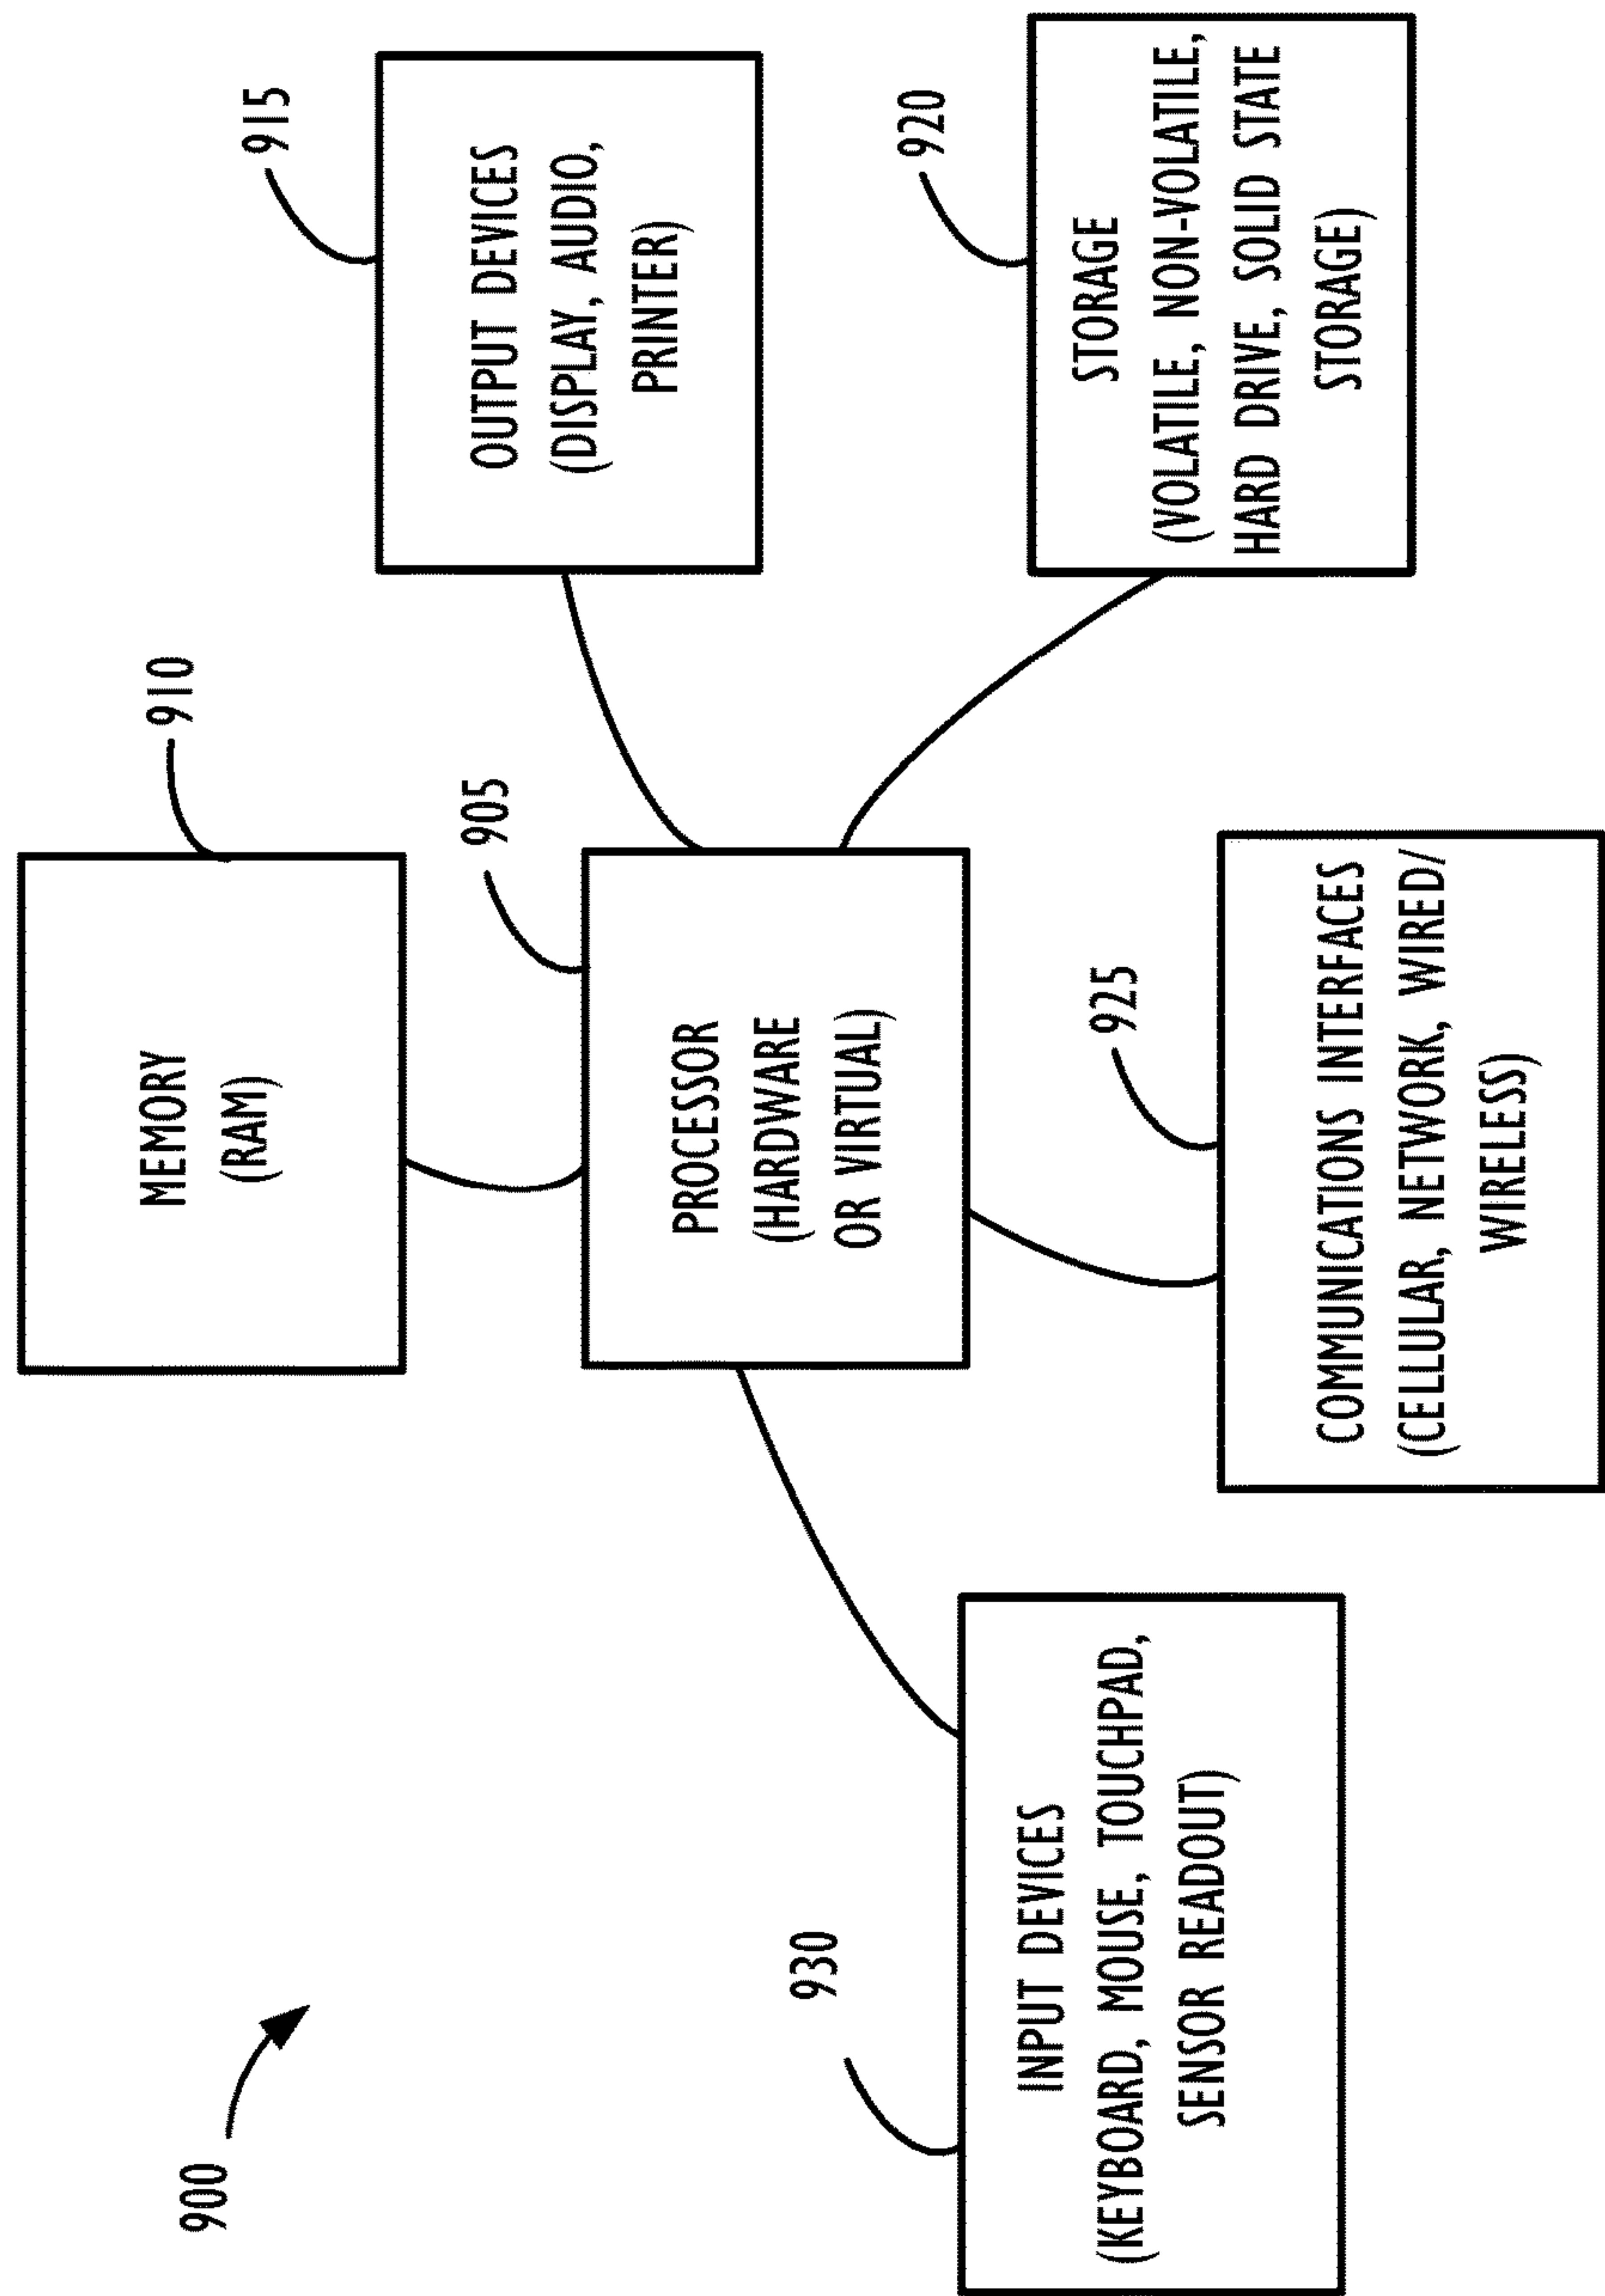 900
910
MEMORY
(RAM)
905
PROCESSOR
(HARDWARE
OR VIRTUAL)
915
OUTPUT DEVICES
(DISPLAY, AUDIO,
PRINTER)
930
INPUT DEVICES
(KEYBOARD, MOUSE, TOUCHPAD,
SENSOR READOUT)
925
COMMUNICATIONS INTERFACES
(CELLULAR, NETWORK, WIRED/
WIRELESS)
920
STORAGE
(VOLATILE, NON-VOLATILE,
HARD DRIVE, SOLID STATE
STORAGE)